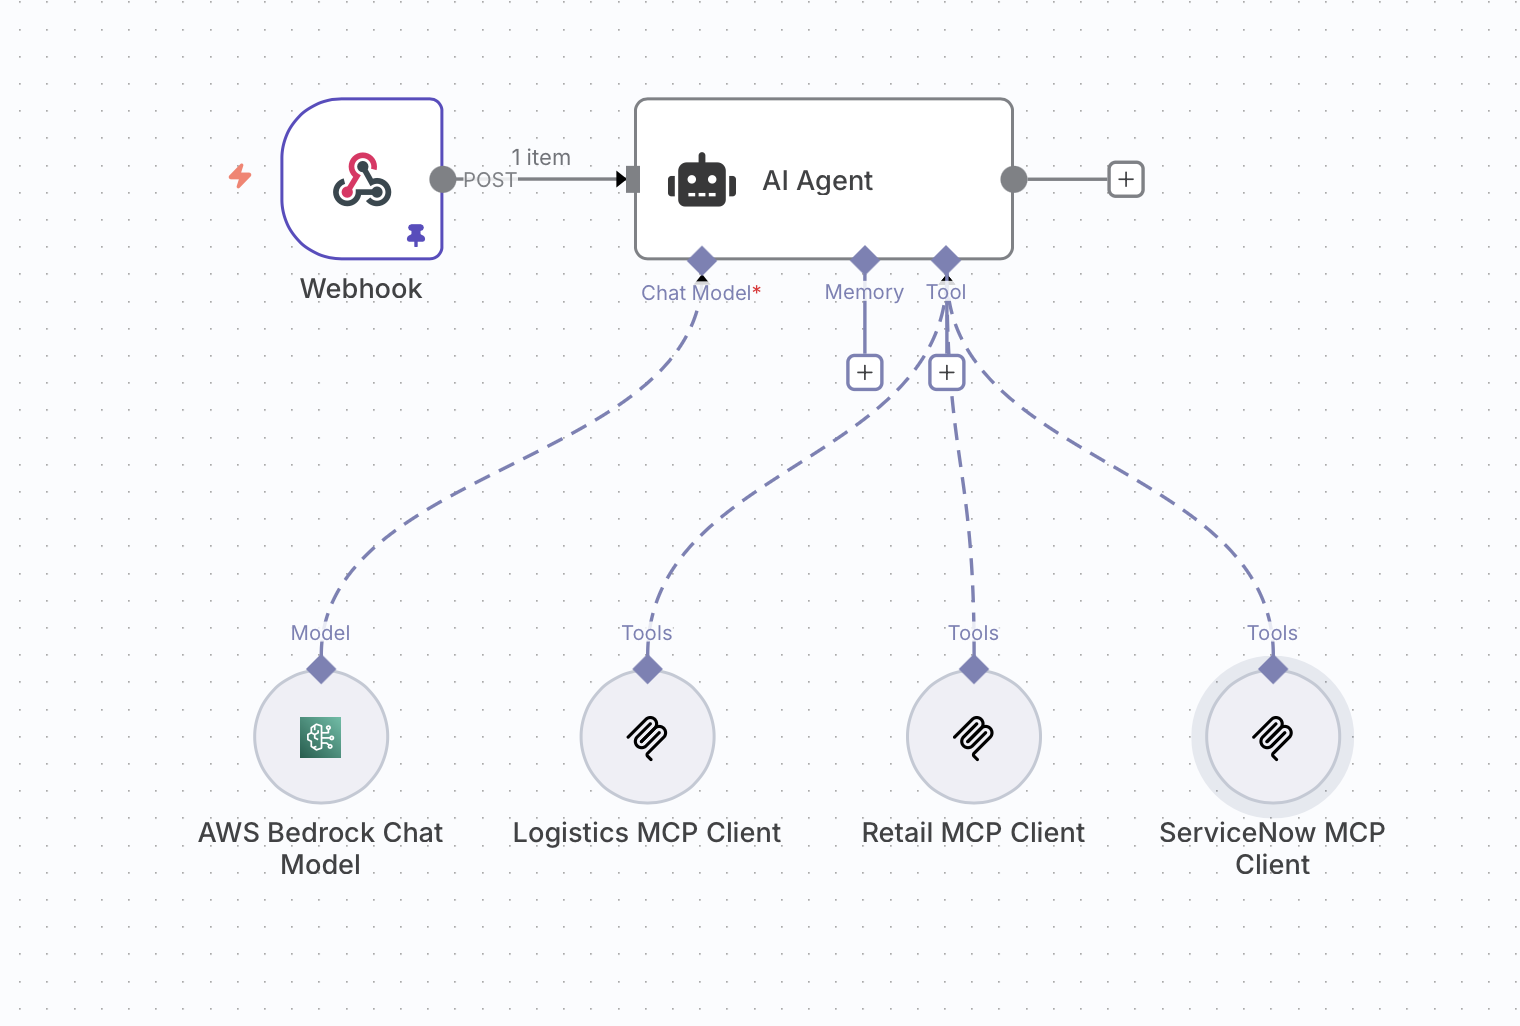 1 item
POST
AI Agent
Webhook
Chat Model*
Memory
Tool
Model
Tools
Tools
Tools
AWS Bedrock Chat
Model
Logistics MCP Client
Retail MCP Client
ServiceNow MCP
Client